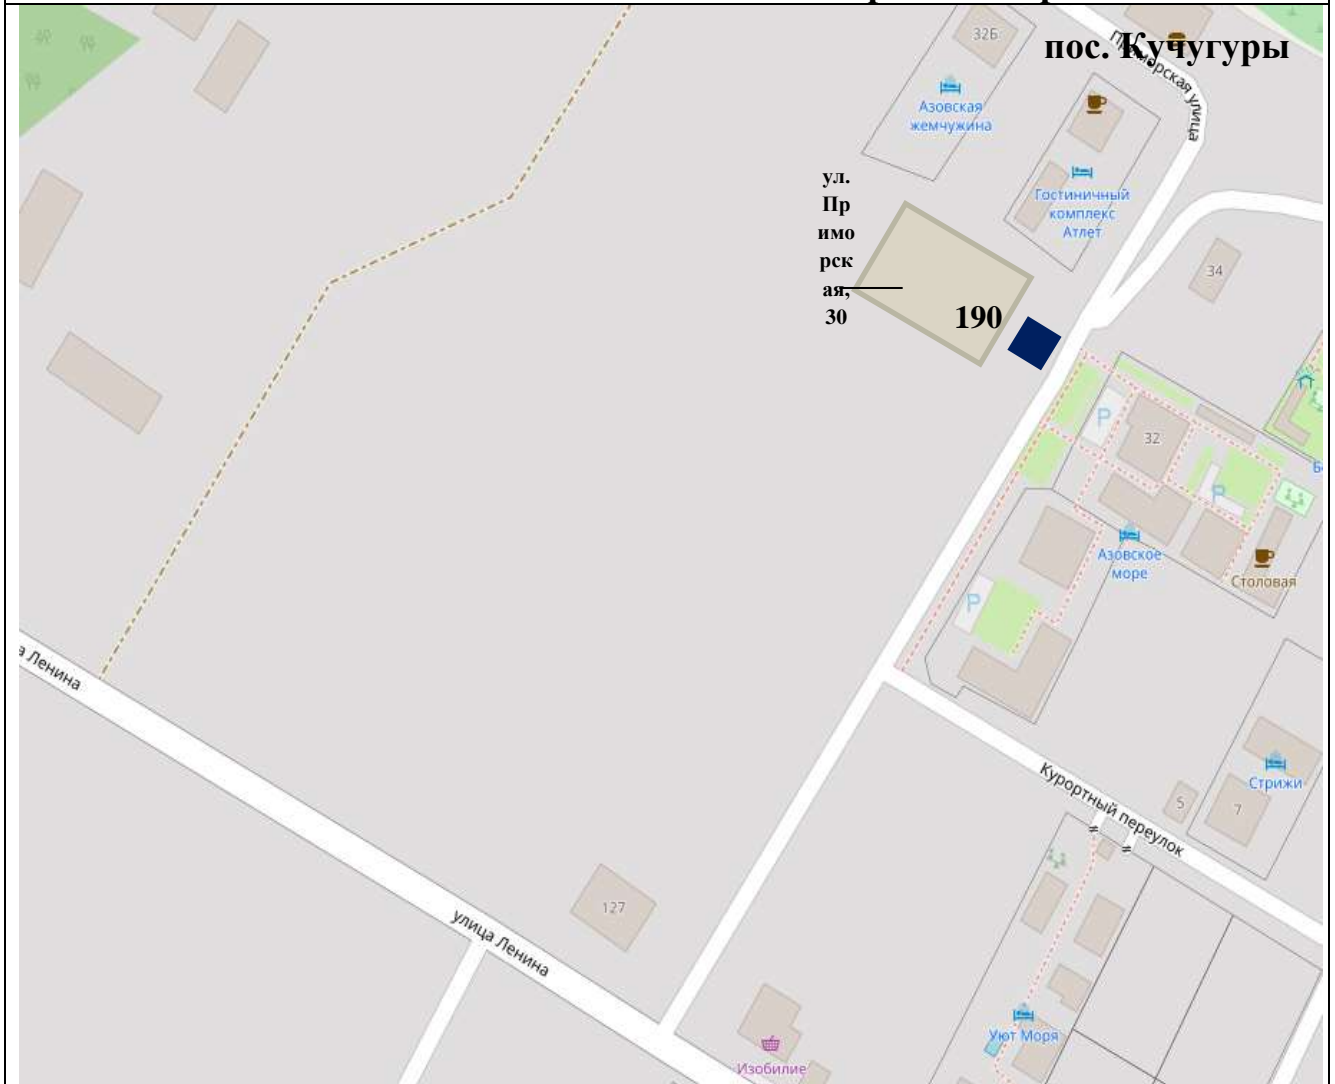 пос. Кучугуры
32Б
Приморская улица
Азовская
жемчужина
Гостиничный
комплекс
Атлет
ул.
Пр
имо
рск
ая,
30
190
34
P
32
P
Азовское
море
Столовая
P
а Ленина
Стрижи
Курортный переулок
5
7
127
улица Ленина
Уют Моря
Изобилие